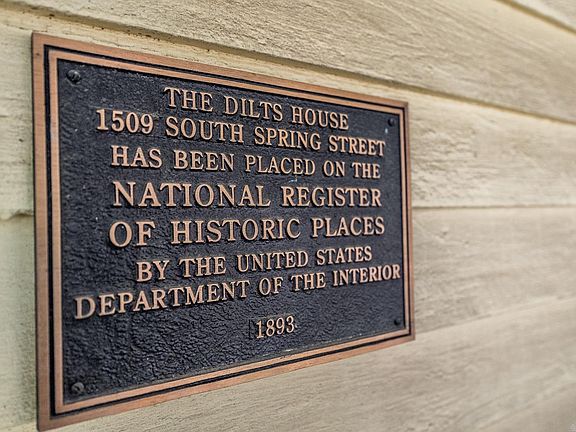 THE DILTS HOUSE
1509 SOUTH SPRING STREET
HAS BEEN PLACED ON THE
NATIONAL REGISTER
OF HISTORIC PLACES
BY THE UNITED STATES
DEPARTMENT OF THE INTERIOR
1893